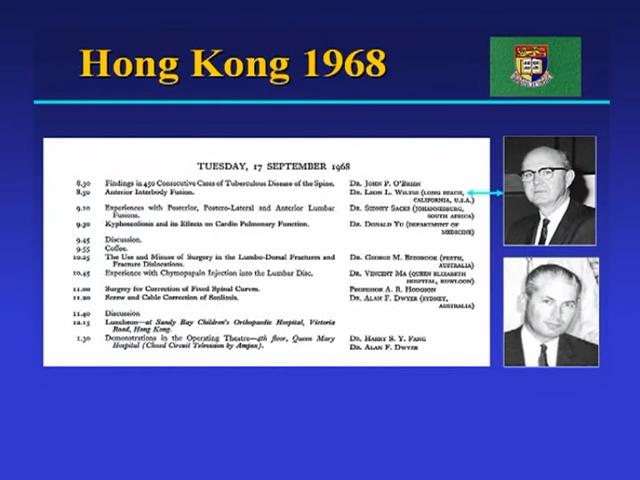 Hong Kong 1968
TUESDAY, 17 SEPTEMBER 1968
8.30 Findings in 450 Consecutive Cases of Tuberculous Disease of the Spine. Dr. John P. O'Brien
8.50 Anterior Interbody Fusion. Dr. Leon L. Wiltse (Long Beach,
California, U.S.A.)
9.10 Experiences with Posterior, Postero-Lateral and Anterior Lumbar Dr. Sidney Sacks (Johannesburg,
Fusions. South Africa)
9.30 Kyphoscoliosis and its Effects on Cardio Pulmonary Function. Dr. Donald Yu (Department of
Medicine)
9.45 Discussion.
9.55 Coffee.
10.25 The Use and Misuse of Surgery in the Lumbo-Dorsal Fractures and Dr. George M. Bedbrook (Perth,
Fracture Dislocations. Australia)
10.45 Experience with Chymopapain Injection into the Lumbar Disc. Dr. Vincent Ma (Queen Elizabeth
Hospital, Kowloon)
11.00 Surgery for Correction of Fixed Spinal Curves. Professor A. R. Hodgson
11.20 Screw and Cable Correction of Scoliosis. Dr. Alan F. Dwyer (Sydney,
Australia)
11.40 Discussion
12.15 Luncheon—at Sandy Bay Children's Orthopaedic Hospital, Victoria
Road, Hong Kong.
1.30 Demonstrations in the Operating Theatre—4th floor, Queen Mary Dr. Harry S. Y. Fang
Hospital (Closed Circuit Television by Ampex). Dr. Alan F. Dwyer